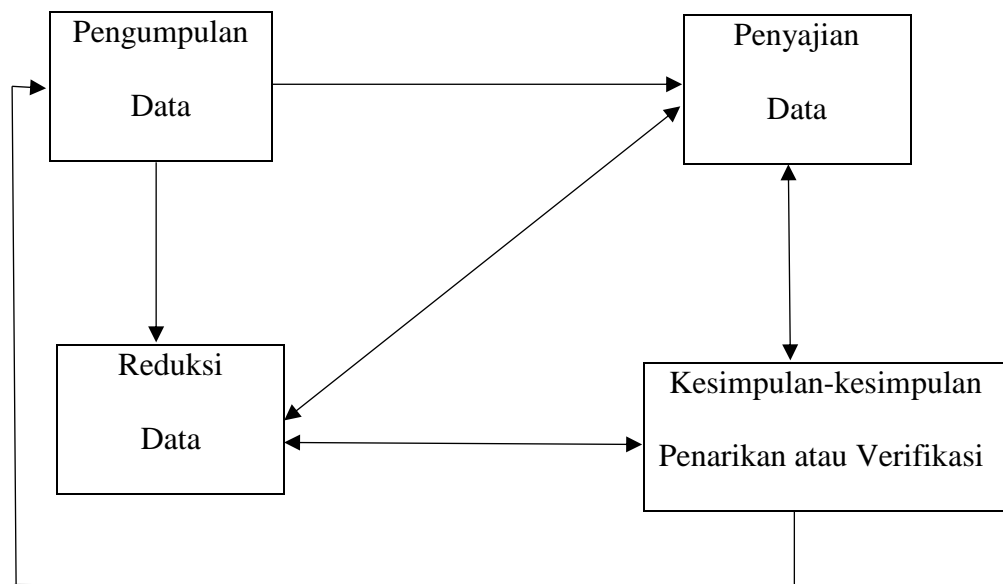 Pengumpulan
Data
Penyajian
Data
Reduksi
Data
Kesimpulan-kesimpulan
Penarikan atau Verifikasi